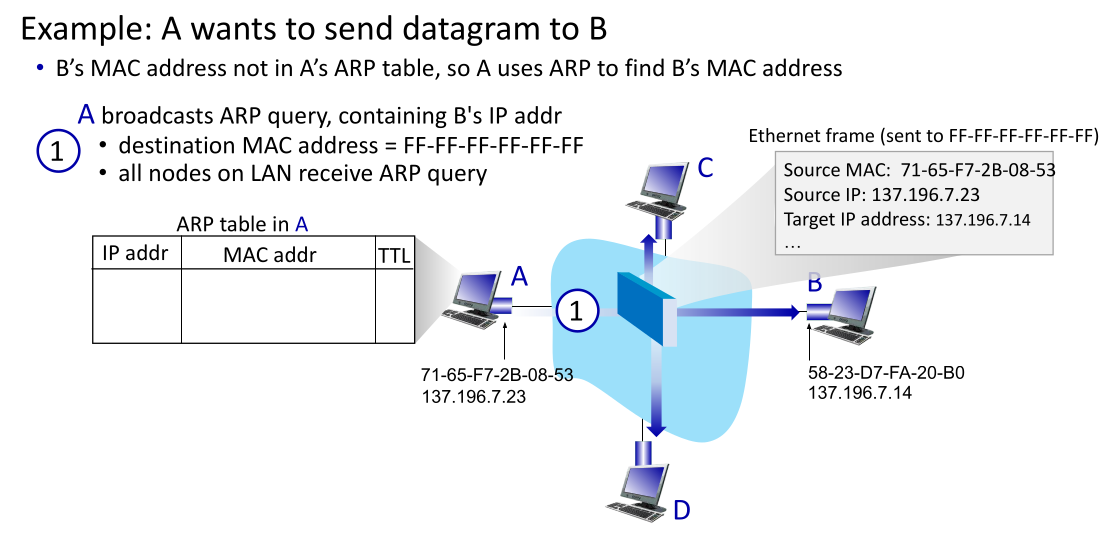 Example: A wants to send datagram to B
• B's MAC address not in A's ARP table, so A uses ARP to find B's MAC address
A broadcasts ARP query, containing B's IP addr
1
• destination MAC address = FF-FF-FF-FF-FF-FF
• all nodes on LAN receive ARP query
Ethernet frame (sent to FF-FF-FF-FF-FF-FF)
Source MAC: 71-65-F7-2B-08-53
Source IP: 137.196.7.23
Target IP address: 137.196.7.14
...
C
ARP table in A
IP addr MAC addr TTL
A
1
B
71-65-F7-2B-08-53
137.196.7.23
58-23-D7-FA-20-B0
137.196.7.14
D